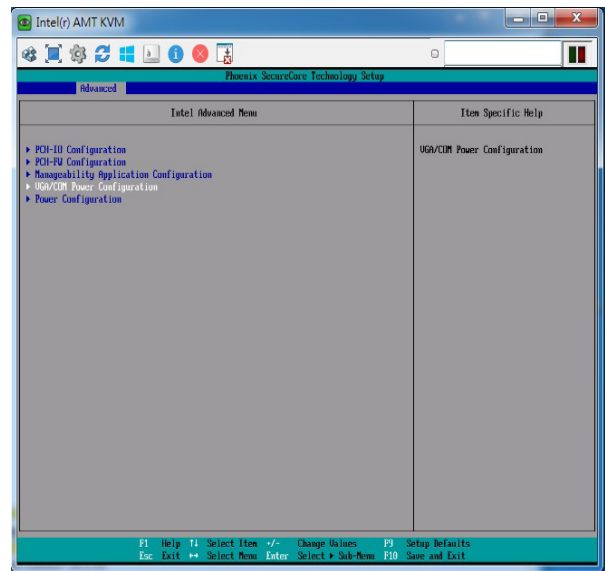 Intel(r) AMT KVM
Phoenix SecureCore Technology Setup
Advanced
Intel Advanced Menu
Item Specific Help
PCH-IO Configuration
VGA/COM Power Configuration
PCH-FW Configuration
Manageability Application Configuration
VGA/COM Power Configuration
Power Configuration
F1 Help ↑↓ Select Item +/- Change Values F9 Setup Defaults
Esc Exit ↔ Select Menu Enter Select ▶ Sub-Menu F10 Save and Exit